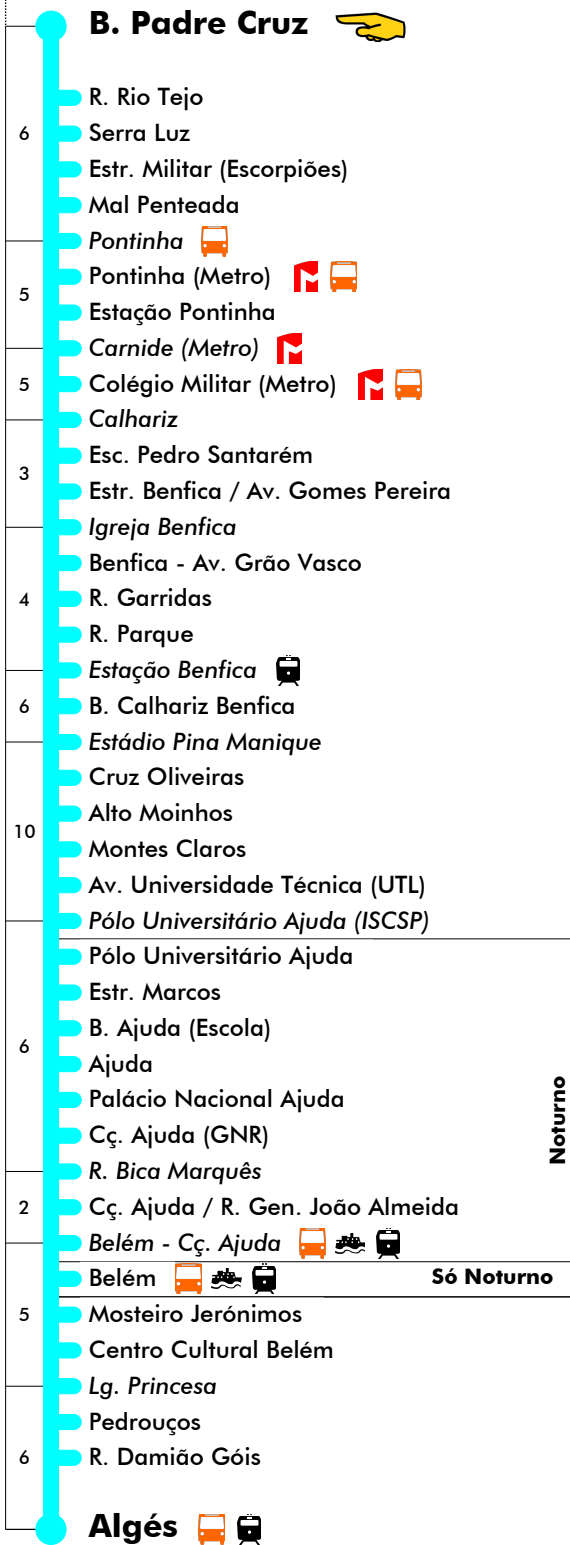 B. Padre Cruz
R. Rio Tejo
6
Serra Luz
Estr. Militar (Escorpiões)
Mal Penteada
Pontinha
Pontinha (Metro)
5
Estação Pontinha
Carnide (Metro)
5
Colégio Militar (Metro)
Calhariz
Esc. Pedro Santarém
3
Estr. Benfica / Av. Gomes Pereira
Igreja Benfica
Benfica - Av. Grão Vasco
4
R. Garridas
R. Parque
Estação Benfica
6
B. Calhariz Benfica
Estádio Pina Manique
Cruz Oliveiras
Alto Moinhos
10
Montes Claros
Av. Universidade Técnica (UTL)
Pólo Universitário Ajuda (ISCSP)
Pólo Universitário Ajuda
Estr. Marcos
B. Ajuda (Escola)
6
Ajuda
Palácio Nacional Ajuda
Cç. Ajuda (GNR)
Noturno
R. Bica Marquês
2
Cç. Ajuda / R. Gen. João Almeida
Belém - Cç. Ajuda
Belém
Só Noturno
5
Mosteiro Jerónimos
Centro Cultural Belém
Lg. Princesa
Pedrouços
6
R. Damião Góis
Algés